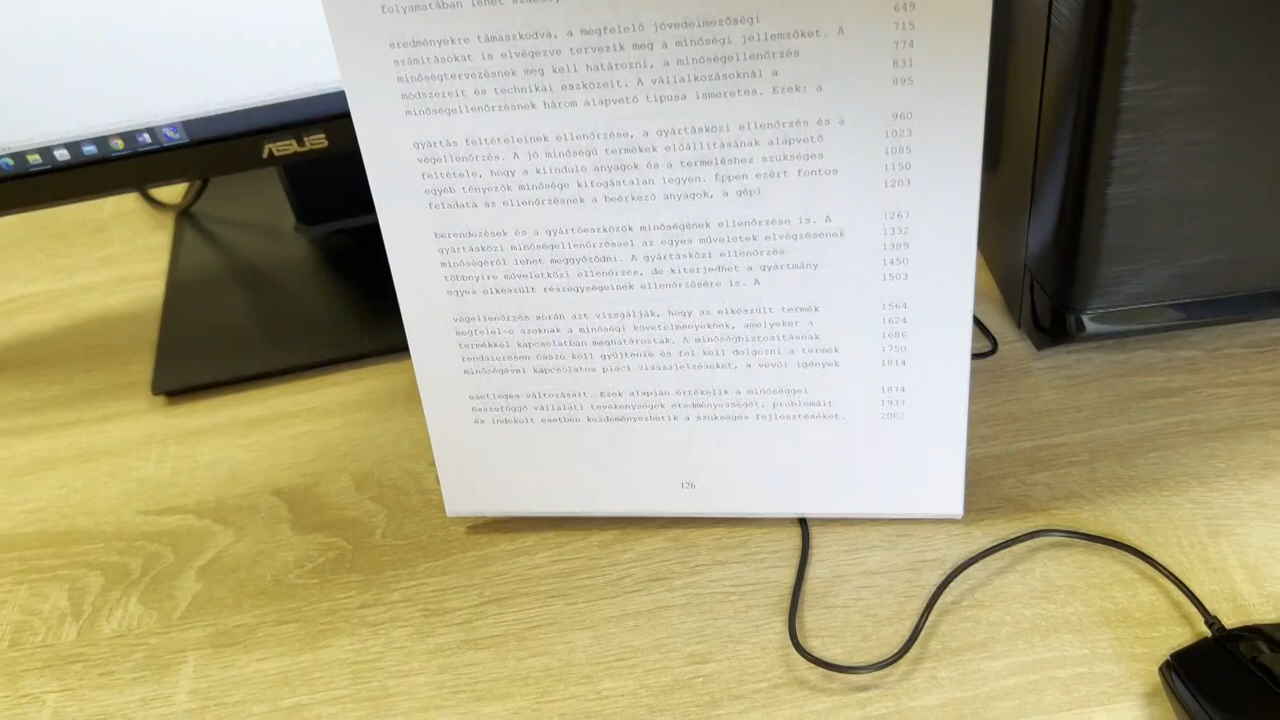 ASUS
folyamatában lehet
649
eredményekre támaszkodva, a megfelelő jövedelmezőségi 715
számításokat is elvégezve tervezik meg a minőségi jellemzőket. A 774
minőségtervezésnek meg kell határozni, a minőségellenőrzés 831
módszereit és technikai eszközeit. A vállalkozásoknál a 895
minőségellenőrzésnek három alapvető típusa ismeretes. Ezek: a
gyártás feltételeinek ellenőrzése, a gyártásközi ellenőrzés és a 960
végellenőrzés. A jó minőségű termékek előállításának alapvető 1023
feltétele, hogy a kiinduló anyagok és a termeléshez szükséges 1085
egyéb tényezők minősége kifogástalan legyen. Éppen ezért fontos 1150
feladata az ellenőrzésnek a beérkező anyagok, a gépi 1203
berendezések és a gyártóeszközök minőségének ellenőrzése is. A 1267
gyártásközi minőségellenőrzéssel az egyes műveletek elvégzésének 1332
minőségéről lehet meggyőződni. A gyártásközi ellenőrzés 1389
többnyire műveletközi ellenőrzés, de kiterjedhet a gyártmány 1450
egyes elkészült részegységeinek ellenőrzésére is. A 1503
végellenőrzés során azt vizsgálják, hogy az elkészült termék 1564
megfelel-e azoknak a minőségi követelményeknek, amelyeket a 1624
termékkel kapcsolatban meghatároztak. A minőségbiztosításnak 1686
rendszeresen össze kell gyűjtenie és fel kell dolgozni a termék 1750
minőségével kapcsolatos piaci visszajelzéseket, a vevői igények 1814
esetleges változásait. Ezek alapján értékelik a minőséggel 1874
összefüggő vállalati tevékenységek eredményességét, problémáit 1937
és indokolt esetben kezdeményezhetik a szükséges fejlesztéseket. 2002
126